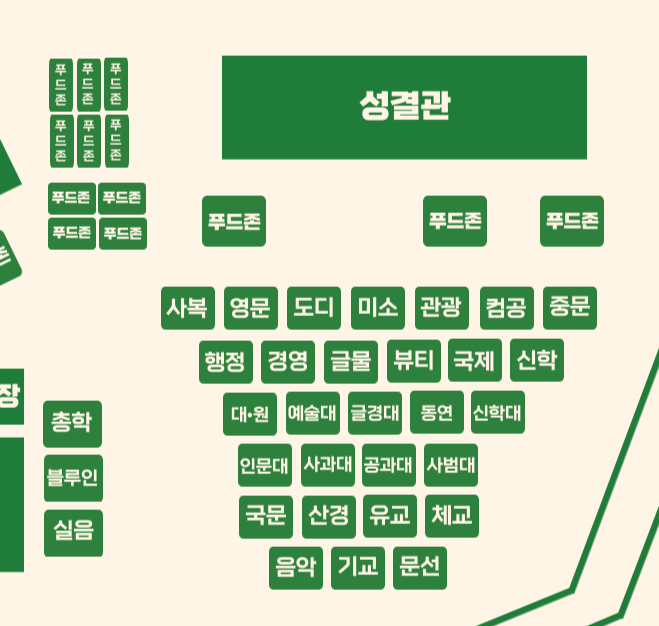 푸드존 푸드존 푸드존
성결관
푸드존 푸드존 푸드존
푸드존 푸드존
푸드존 푸드존
푸드존 푸드존 푸드존
사복 영문 도디 미소 관광 컴공 중문
행정 경영 글물 뷰티 국제 신학
장
총학
대•원 예술대 글경대 동연 신학대
블루인
인문대 사과대 공과대 사범대
실음
국문 산경 유교 체교
음악 기교 문선